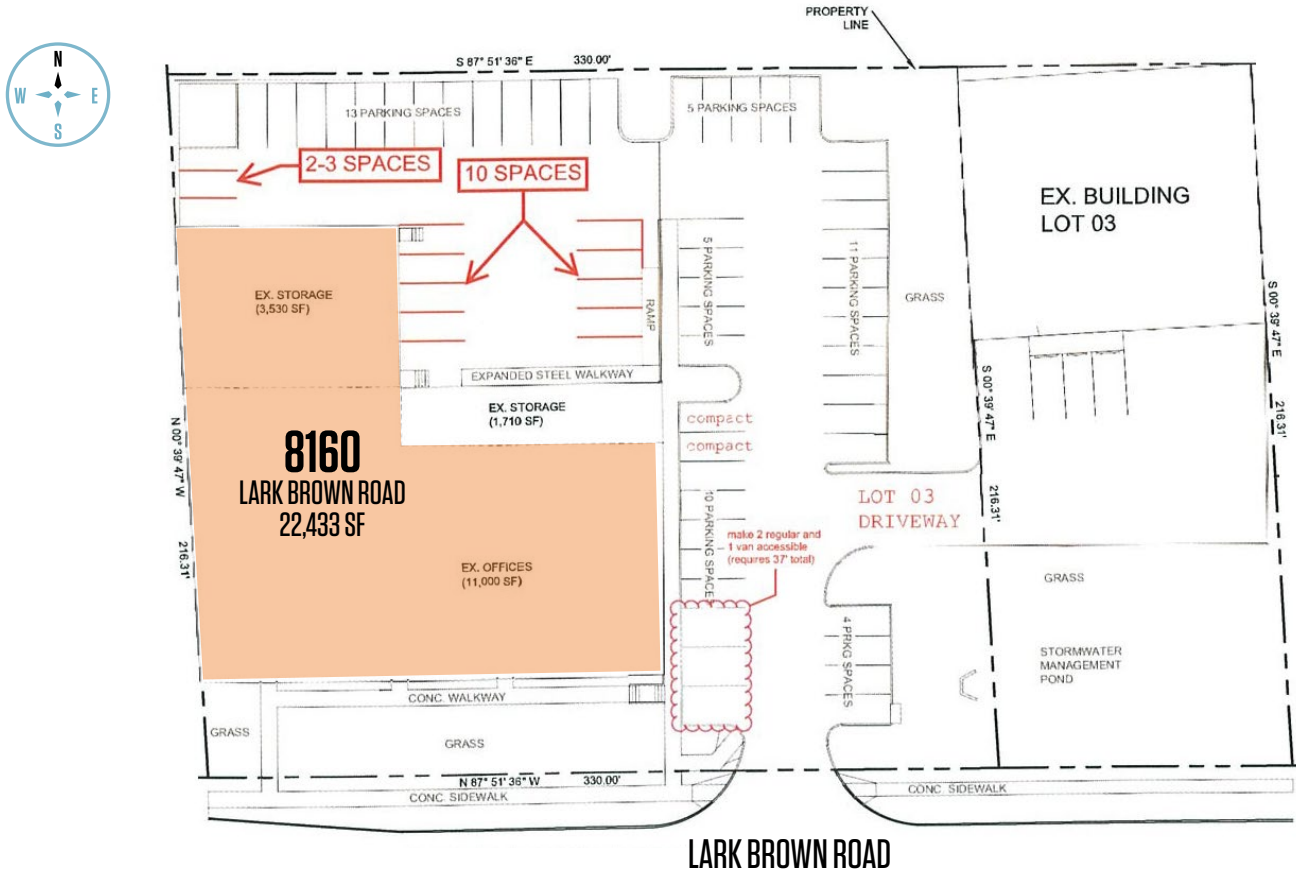 PROPERTY
LINE
N
W E
S
S 87° 51' 36" E 330.00'
13 PARKING SPACES
5 PARKING SPACES
2-3 SPACES
10 SPACES
EX. BUILDING
LOT 03
5 PARKING SPACES
11 PARKING SPACES
GRASS
EX. STORAGE
(3,530 SF)
RAMP
S 00° 39' 47" E
216.31'
EXPANDED STEEL WALKWAY
S 00° 39' 47" E
216.31'
EX. STORAGE
(1,710 SF)
compact
compact
N 00° 39' 47" W
216.31'
8160
LARK BROWN ROAD
22,433 SF
10 PARKING SPACE
LOT 03
DRIVEWAY
make 2 regular and
1 van accessible
(requires 37' total)
EX. OFFICES
(11,000 SF)
GRASS
4 PRKG SPACES
STORMWATER
MANAGEMENT
POND
CONC. WALKWAY
GRASS
GRASS
N 87° 51' 36" W 330.00'
CONC. SIDEWALK
CONC. SIDEWALK
LARK BROWN ROAD